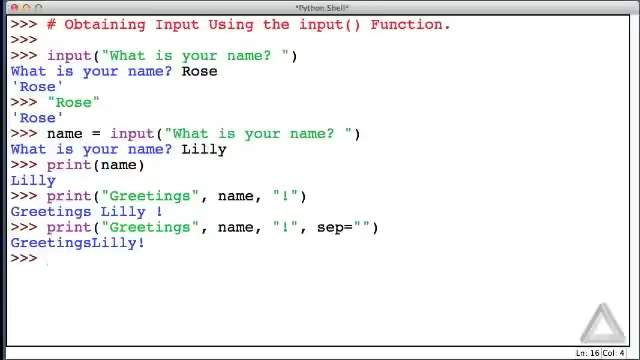 *Python Shell*
>>> # Obtaining Input Using the input() Function.
>>>
>>> input("What is your name? ")
What is your name? Rose
'Rose'
>>> "Rose"
'Rose'
>>> name = input("What is your name? ")
What is your name? Lilly
>>> print(name)
Lilly
>>> print("Greetings", name, "!")
Greetings Lilly !
>>> print("Greetings", name, "!", sep="")
GreetingsLilly!
>>>
Ln: 16 Col: 4